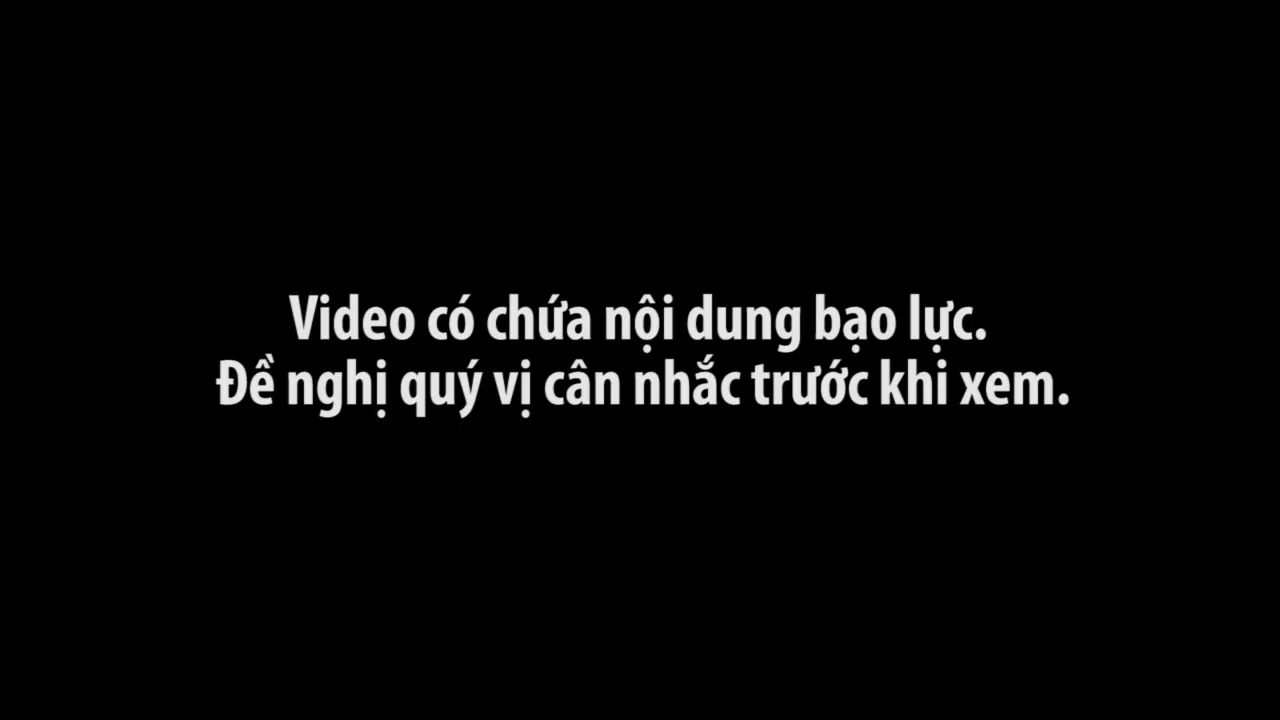 Video có chứa nội dung bạo lực.
Đề nghị quý vị cân nhắc trước khi xem.